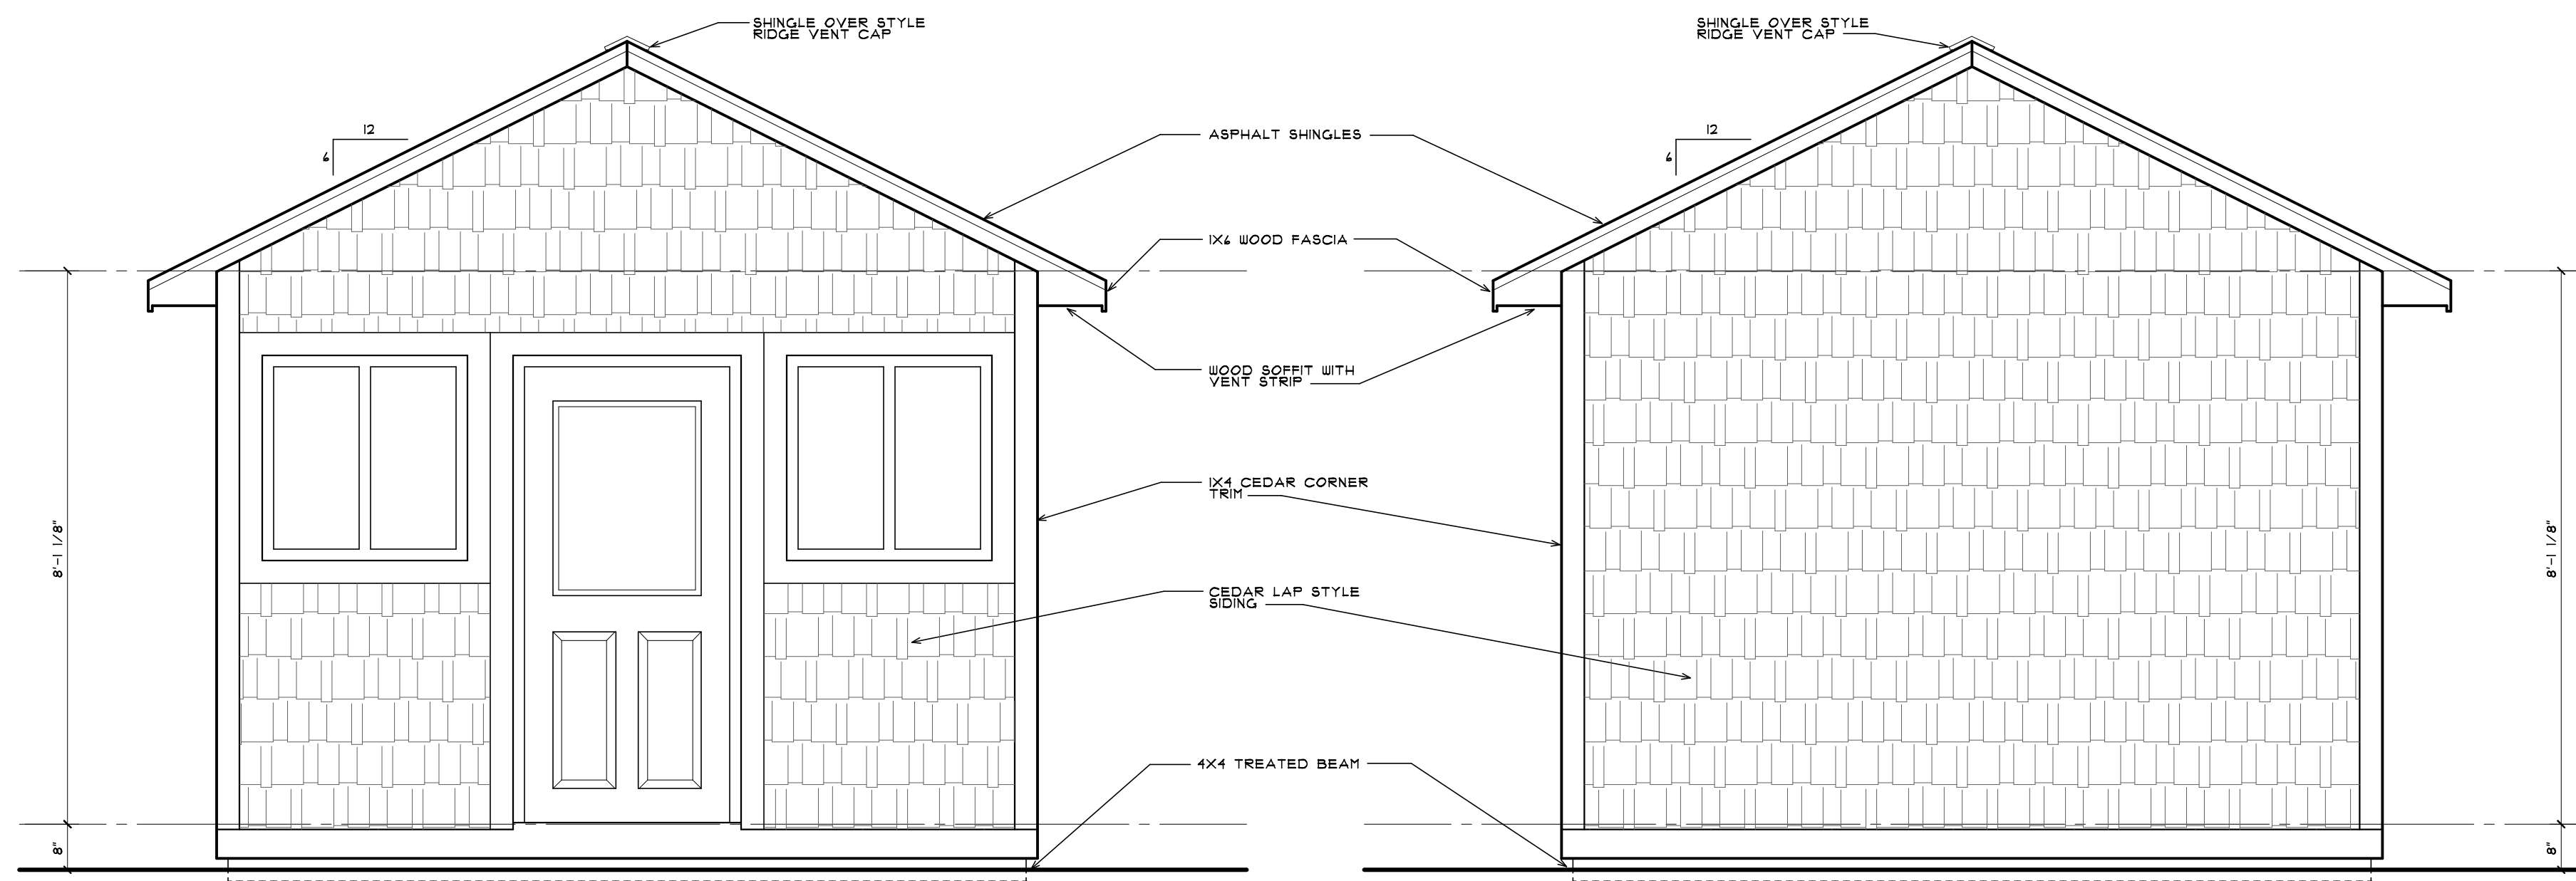 SHINGLE OVER STYLE
RIDGE VENT CAP
SHINGLE OVER STYLE
RIDGE VENT CAP
12
6
12
6
ASPHALT SHINGLES
1X6 WOOD FASCIA
WOOD SOFFIT WITH
VENT STRIP
1X4 CEDAR CORNER
TRIM
8'-1 1/8"
8'-1 1/8"
CEDAR LAP STYLE
SIDING
4X4 TREATED BEAM
8"
8"